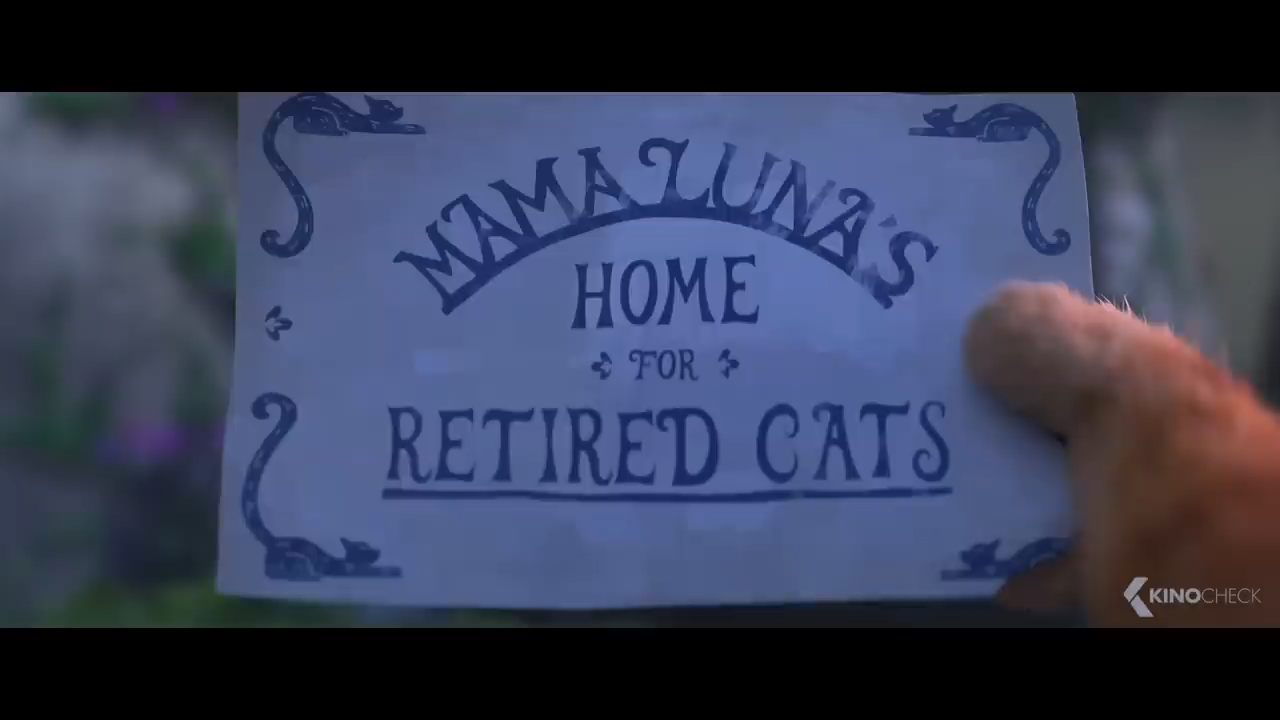 MAMA LUNA'S
HOME
FOR
RETIRED CATS
KINOCHECK